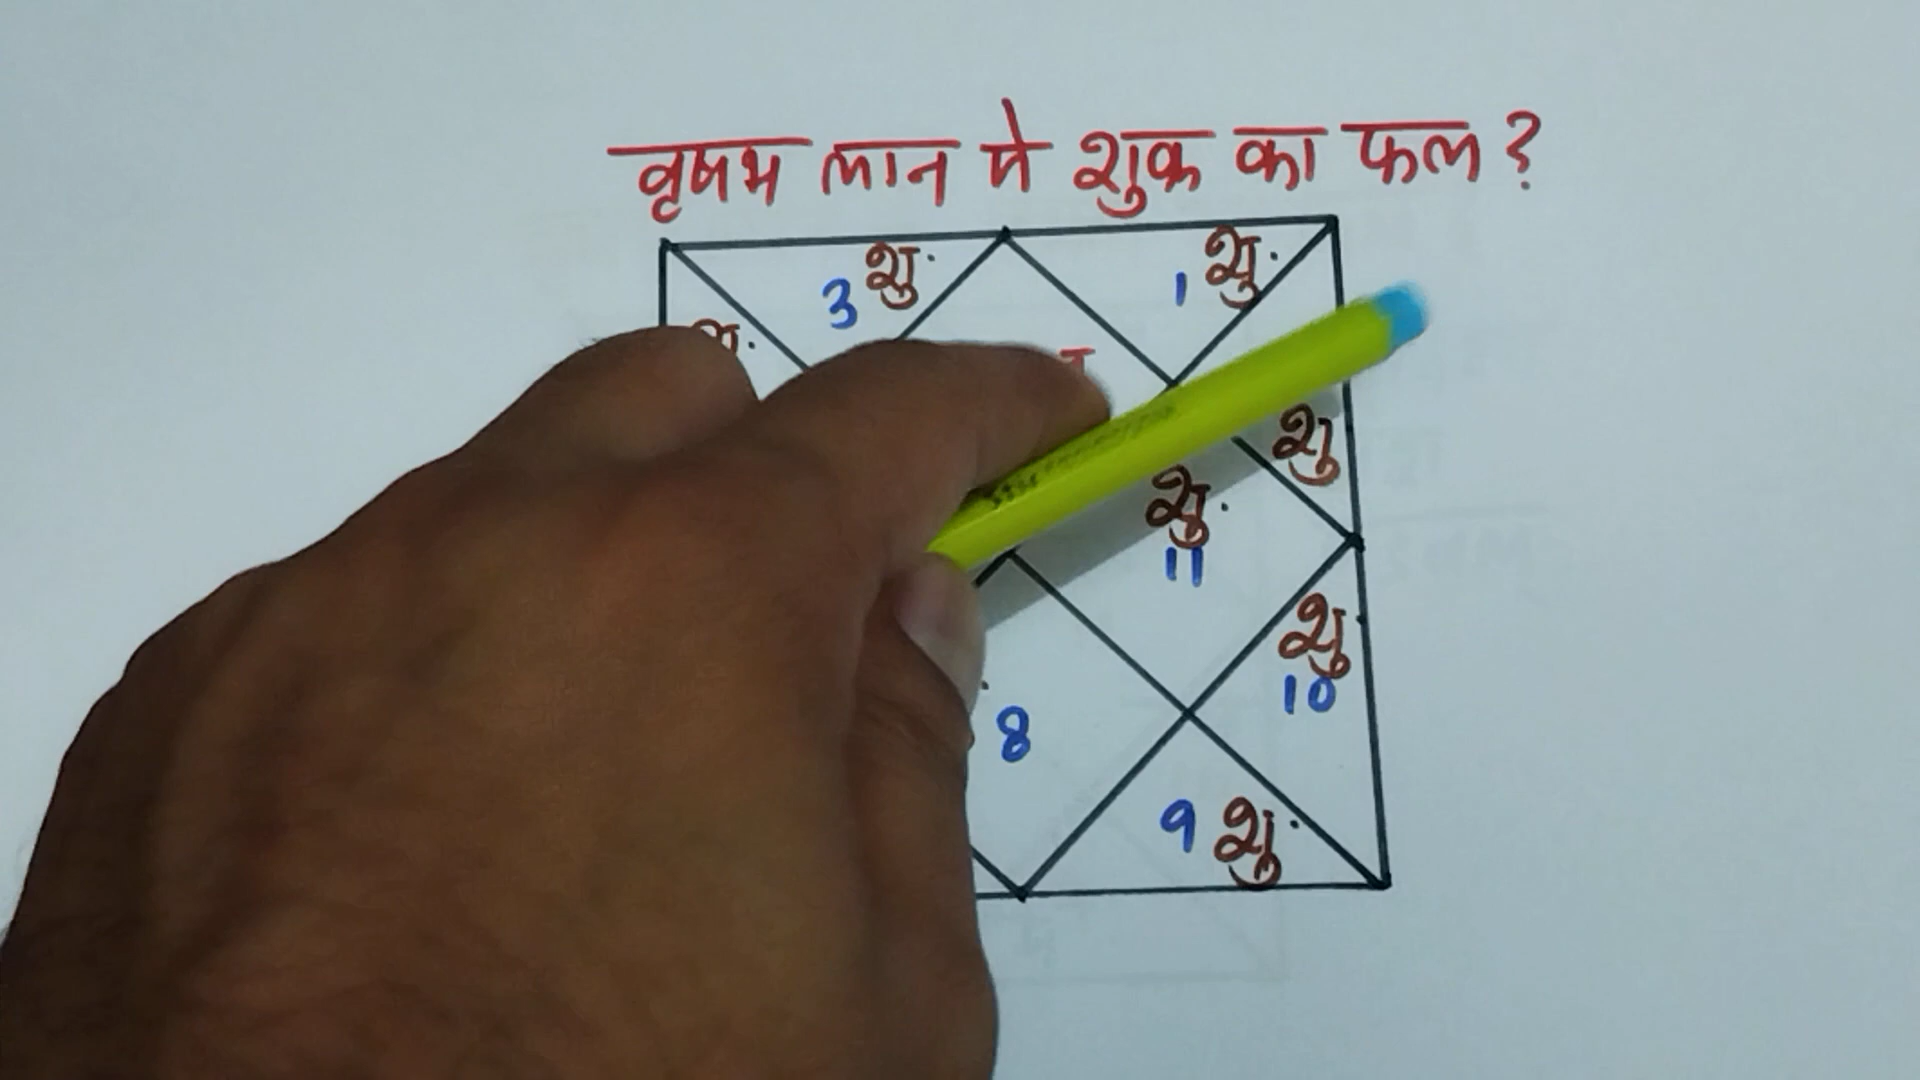 वृषभ लग्न मे शुक्र का फल ?
3 शु.
1 शु.
शु
शु.
11
शु
10
8
9 शु.